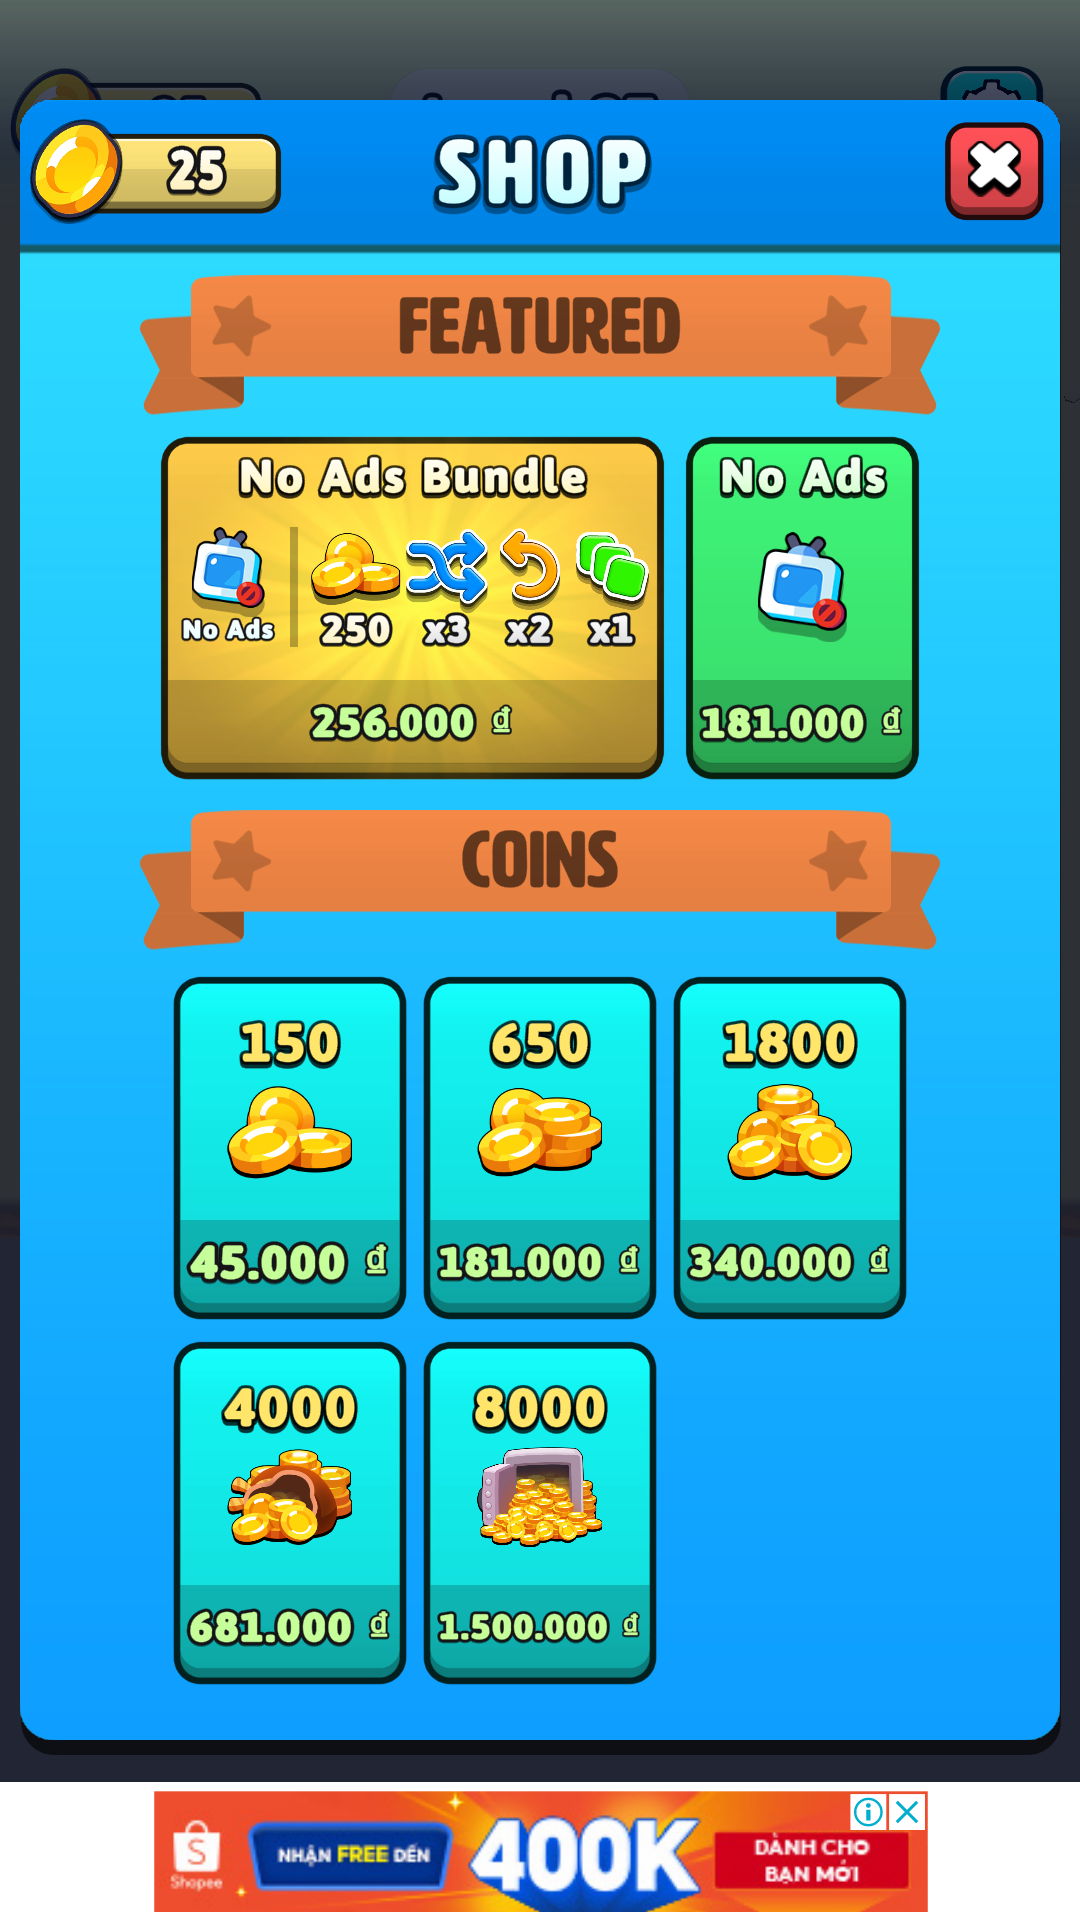 25
SHOP
FEATURED
No Ads Bundle
No Ads
250
x3
x2
x1
256.000 ₫
No Ads
181.000 ₫
COINS
150
650
1800
45.000 ₫
181.000 ₫
340.000 ₫
4000
8000
681.000 ₫
1.500.000 ₫
Shopee
NHẬN FREE ĐẾN
400K
DÀNH CHO
BẠN MỚI